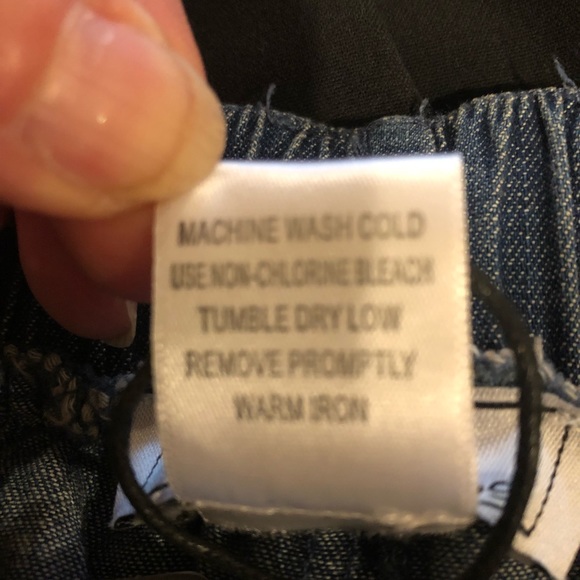 MACHINE WASH COLD
USE NON-CHLORINE BLEACH
TUMBLE DRY LOW
REMOVE PROMPTLY
WARM IRON